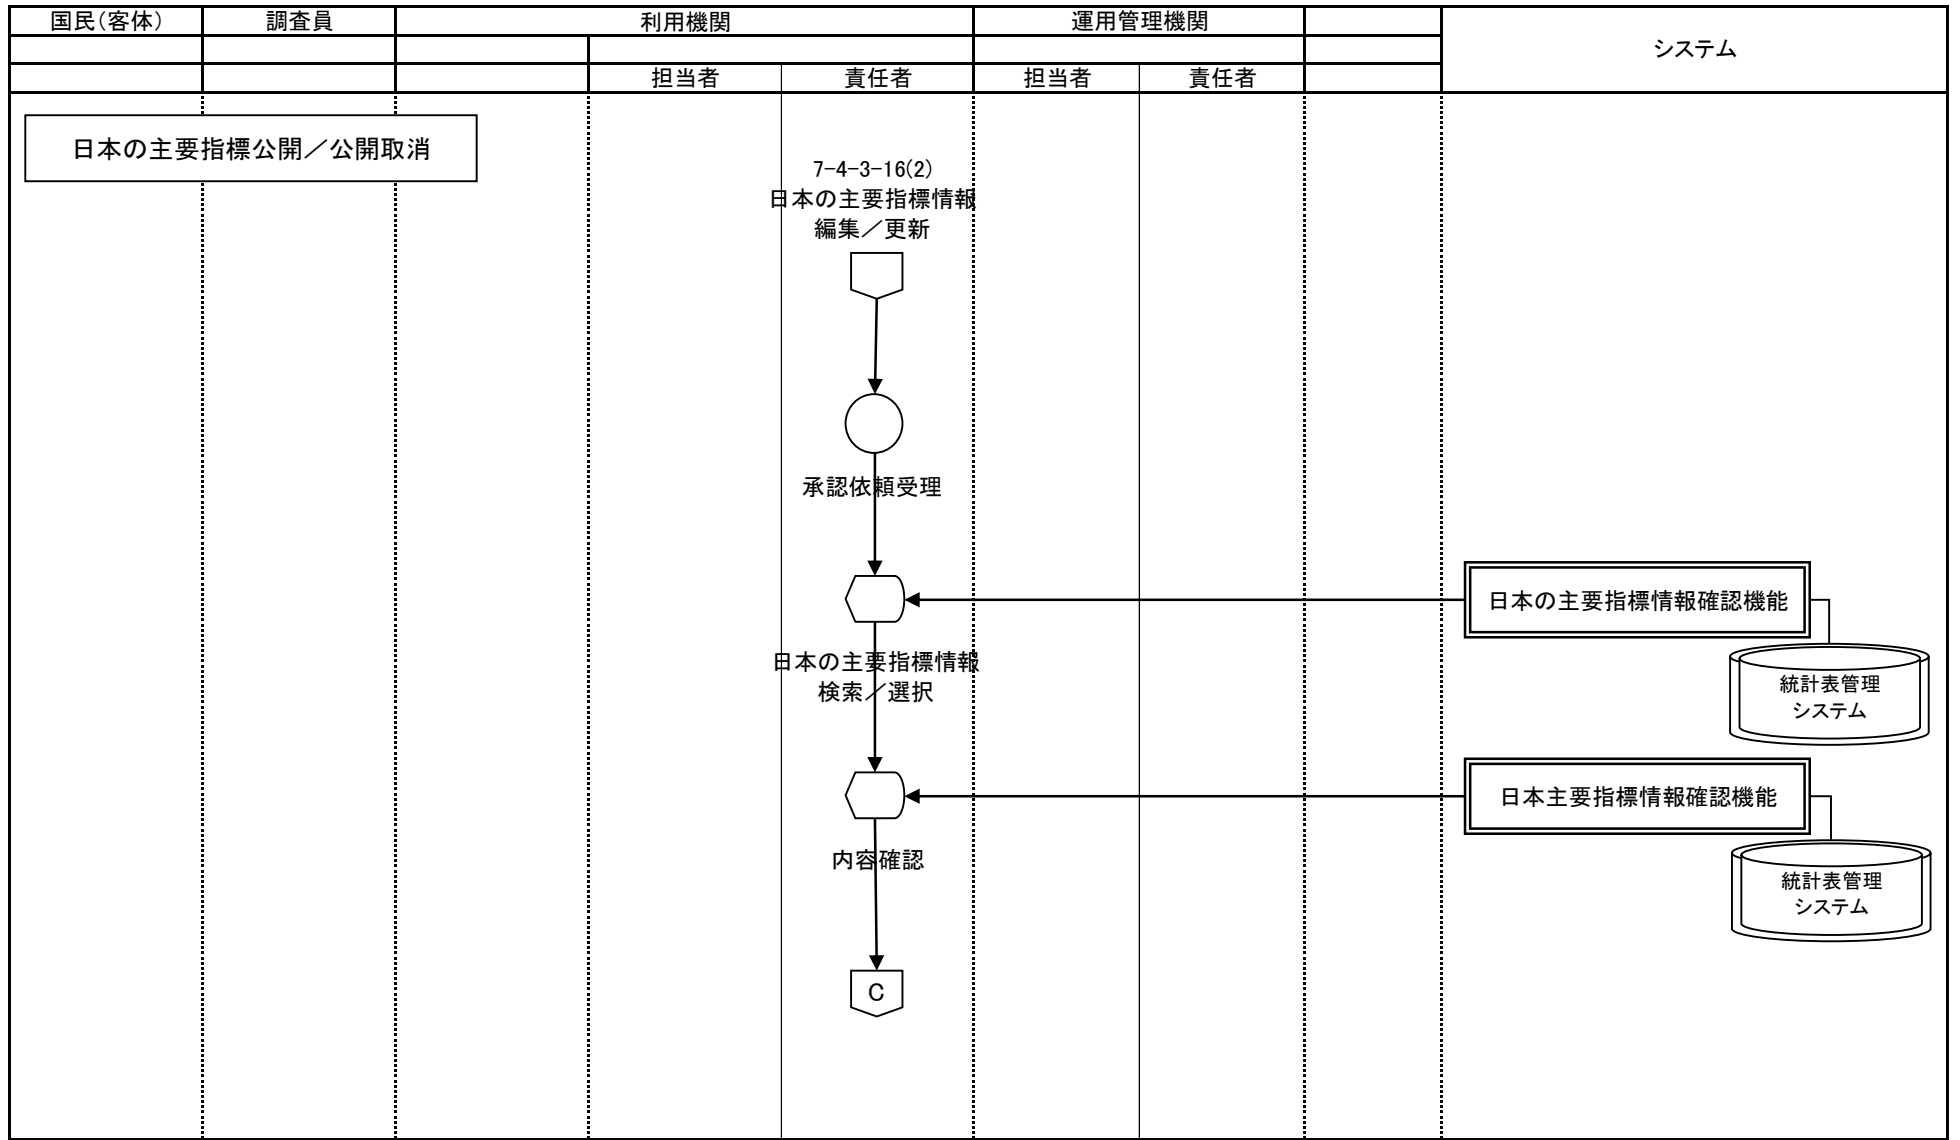 国民(客体)
調査員
利用機関
運用管理機関
システム
担当者
責任者
担当者
責任者
日本の主要指標公開／公開取消
7-4-3-16(2)
日本の主要指標情報
編集／更新
承認依頼受理
日本の主要指標情報確認機能
日本の主要指標情報
検索／選択
統計表管理
システム
日本主要指標情報確認機能
内容確認
統計表管理
システム
C